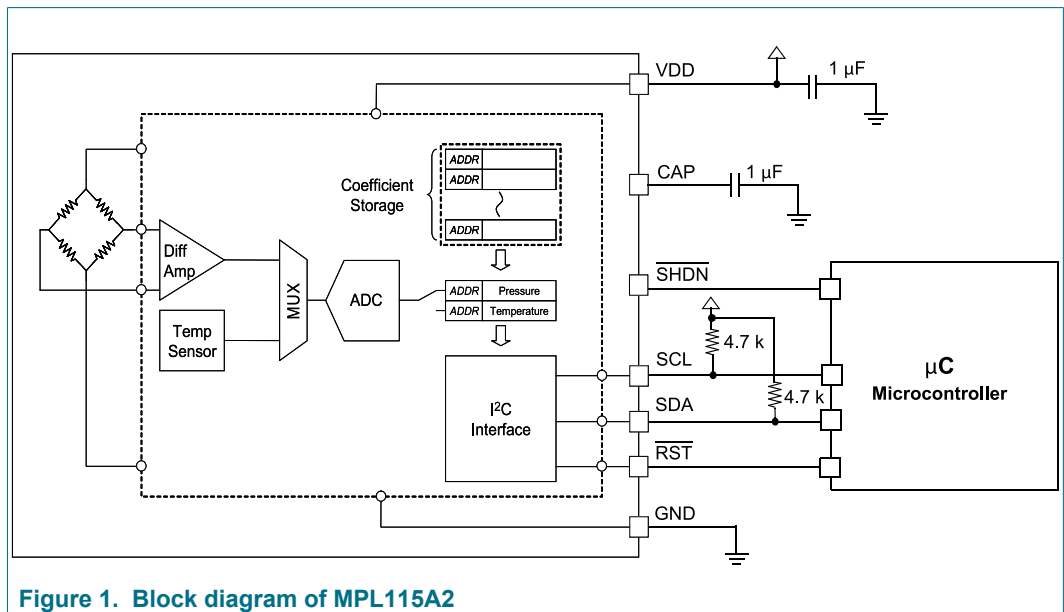 VDD
1 µF
CAP
1 µF
Coefficient
Storage
ADDR
ADDR
ADDR
Diff
Amp
MUX
ADC
ADDR Pressure
ADDR Temperature
Temp
Sensor
I²C
Interface
SHDN
4.7 k
SCL
4.7 k
SDA
RST
GND
µC
Microcontroller
Figure 1. Block diagram of MPL115A2